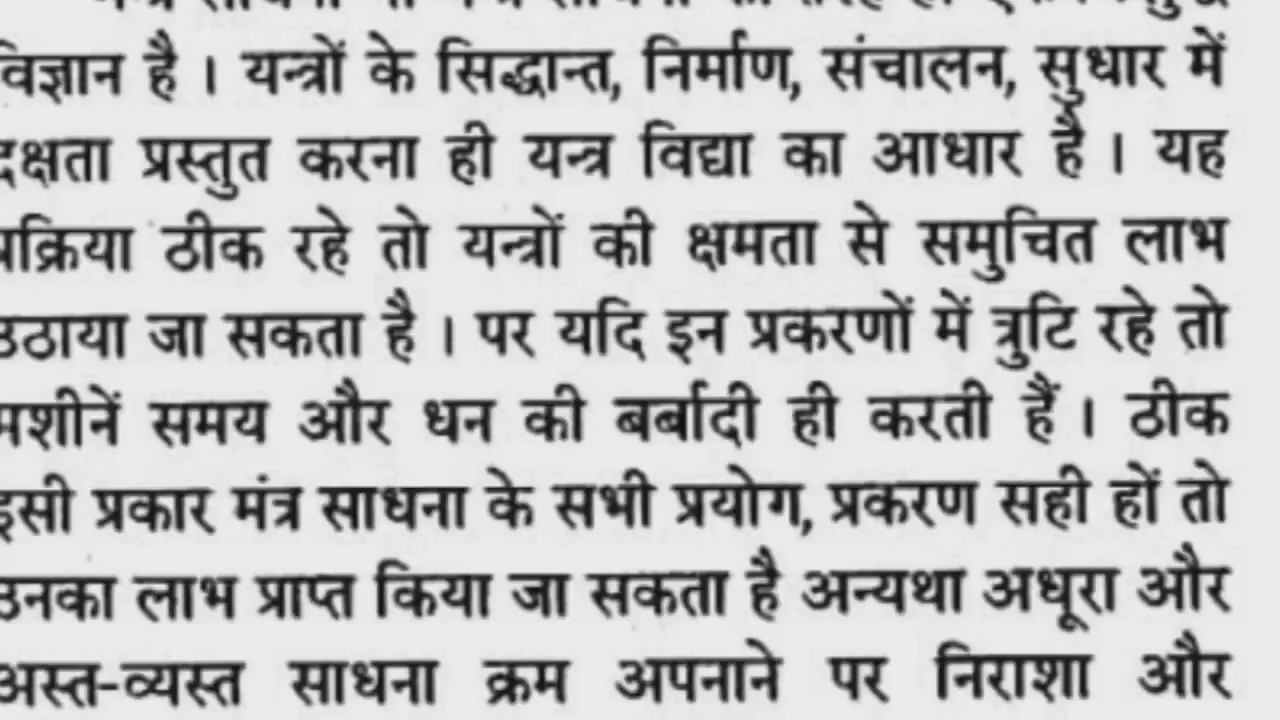 विज्ञान है । यन्त्रों के सिद्धान्त, निर्माण, संचालन, सुधार में
दक्षता प्रस्तुत करना ही यन्त्र विद्या का आधार है । यह
प्रक्रिया ठीक रहे तो यन्त्रों की क्षमता से समुचित लाभ
उठाया जा सकता है । पर यदि इन प्रकरणों में त्रुटि रहे तो
मशीनें समय और धन की बर्बादी ही करती हैं । ठीक
इसी प्रकार मंत्र साधना के सभी प्रयोग, प्रकरण सही हों तो
उनका लाभ प्राप्त किया जा सकता है अन्यथा अधूरा और
अस्त-व्यस्त साधना क्रम अपनाने पर निराशा और